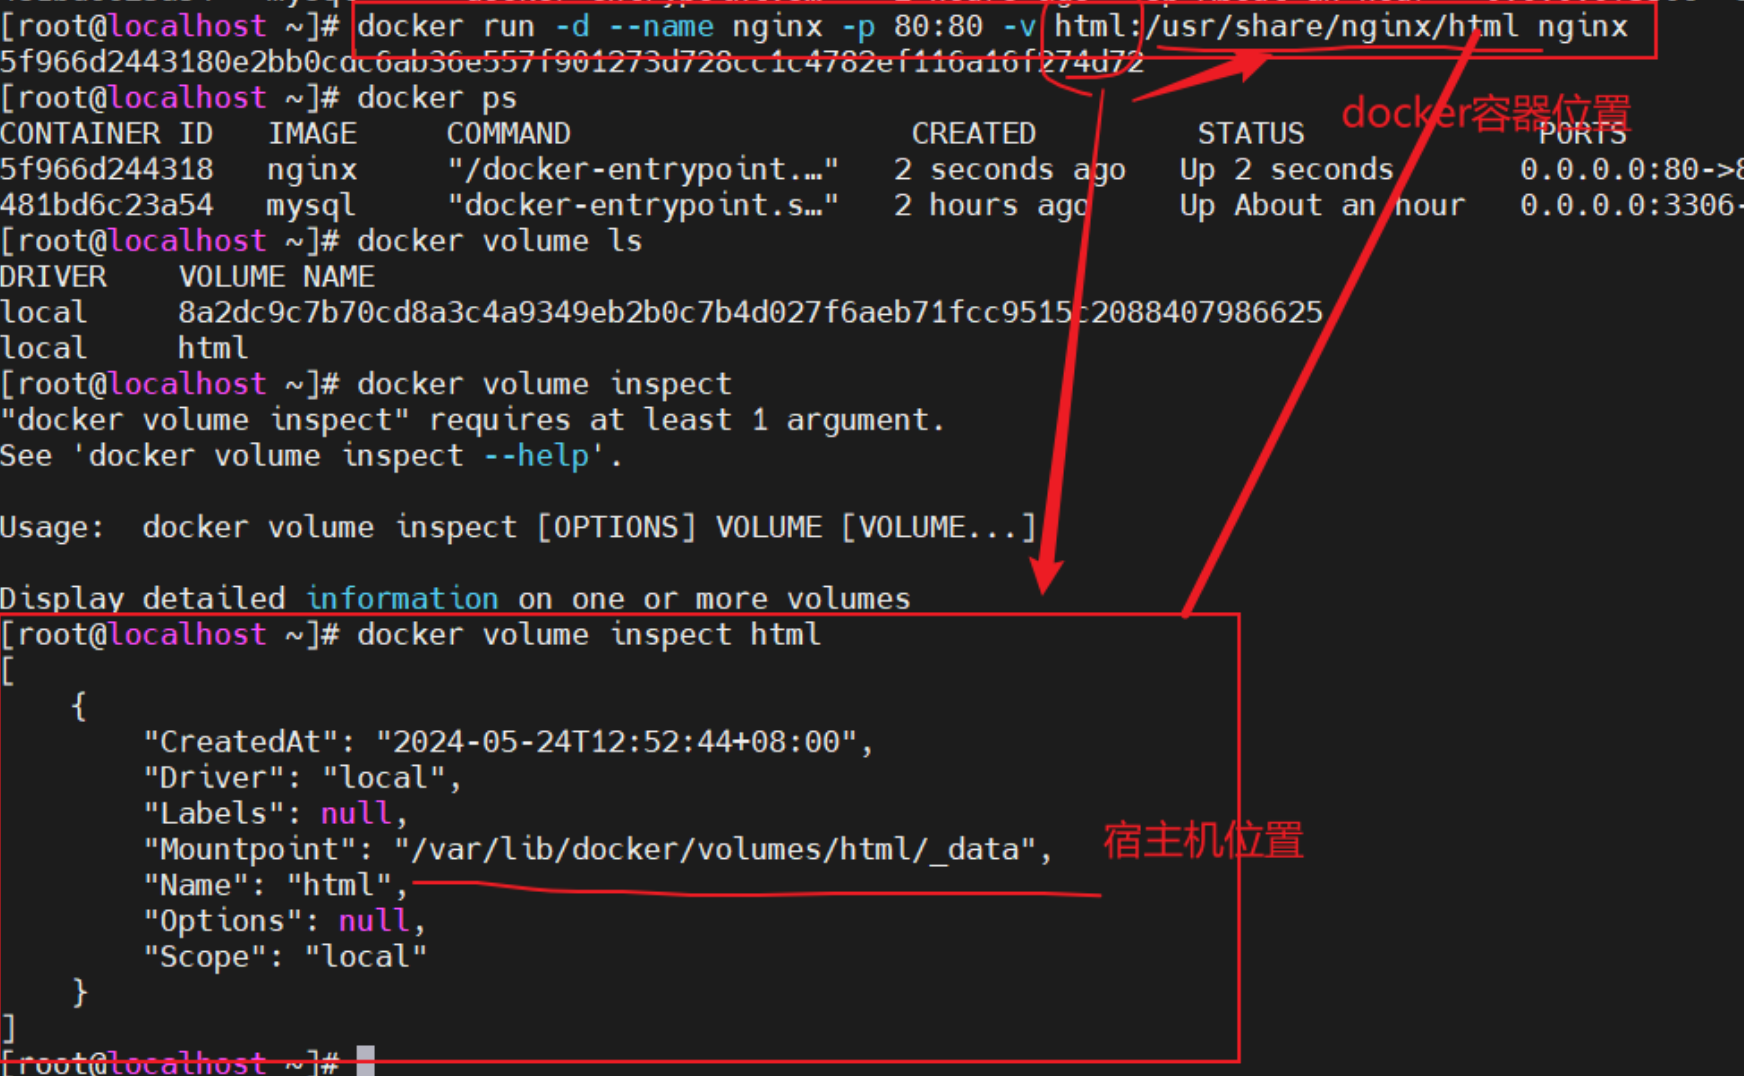 [root@localhost ~]# docker run -d --name nginx -p 80:80 -v html:/usr/share/nginx/html nginx
5f966d2443180e2bb0cdc6ab36e557f901273d728cc1c4782ef116a16f274d72
[root@localhost ~]# docker ps
docker容器位置
CONTAINER ID   IMAGE     COMMAND                   CREATED         STATUS             PORTS
5f966d244318   nginx     "/docker-entrypoint.…"   2 seconds ago   Up 2 seconds       0.0.0.0:80->8
481bd6c23a54   mysql     "docker-entrypoint.s…"   2 hours ago     Up About an hour   0.0.0.0:3306-
[root@localhost ~]# docker volume ls
DRIVER    VOLUME NAME
local     8a2dc9c7b70cd8a3c4a9349eb2b0c7b4d027f6aeb71fcc9515c2088407986625
local     html
[root@localhost ~]# docker volume inspect
"docker volume inspect" requires at least 1 argument.
See 'docker volume inspect --help'.
Usage:  docker volume inspect [OPTIONS] VOLUME [VOLUME...]
Display detailed information on one or more volumes
[root@localhost ~]# docker volume inspect html
[
    {
        "CreatedAt": "2024-05-24T12:52:44+08:00",
        "Driver": "local",
        "Labels": null,
        "Mountpoint": "/var/lib/docker/volumes/html/_data",
宿主机位置
        "Name": "html",
        "Options": null,
        "Scope": "local"
    }
]
[root@localhost ~]#